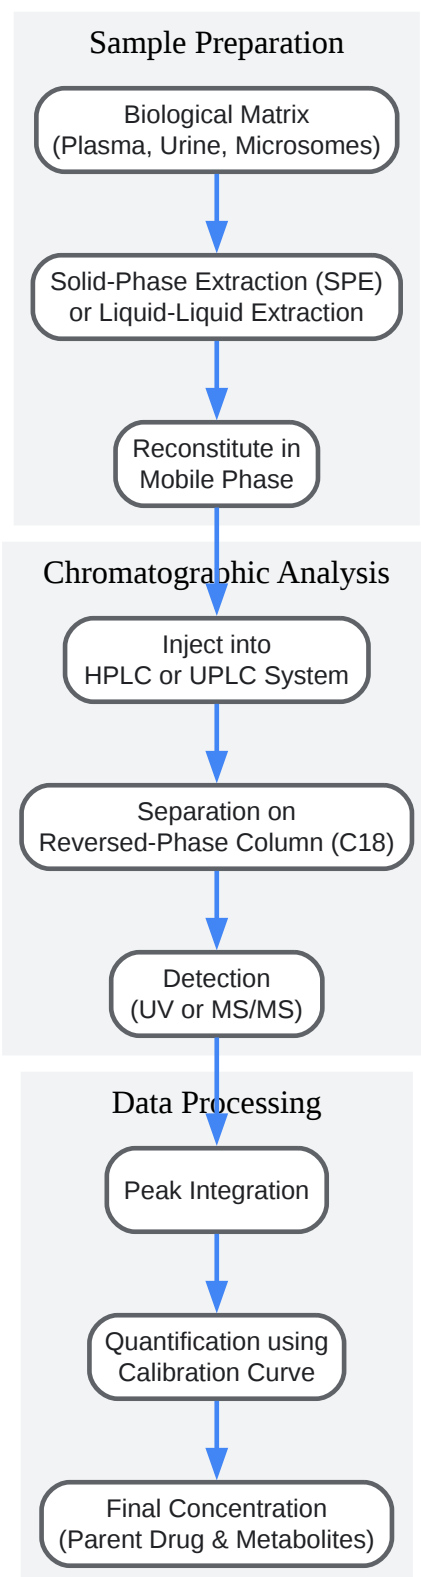 Sample Preparation
Biological Matrix
(Plasma, Urine, Microsomes)
Solid-Phase Extraction (SPE)
or Liquid-Liquid Extraction
Reconstitute in
Mobile Phase
Chromatographic Analysis
Inject into
HPLC or UPLC System
Separation on
Reversed-Phase Column (C18)
Detection
(UV or MS/MS)
Data Processing
Peak Integration
Quantification using
Calibration Curve
Final Concentration
(Parent Drug & Metabolites)